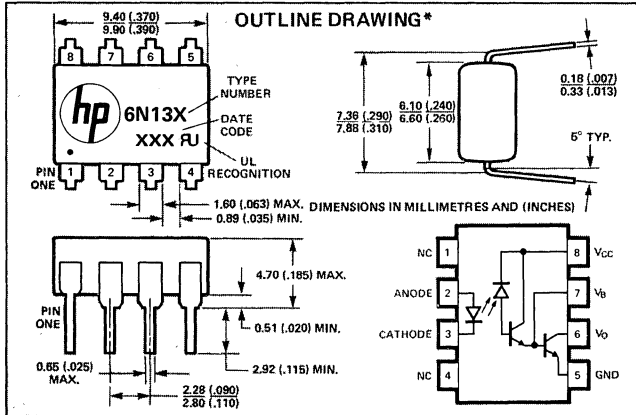 OUTLINE DRAWING*
9.40 (.370)
9.90 (.390)
8 7 6 5
hp 6N13X
XXX RU
TYPE
NUMBER
DATE
CODE
UL
RECOGNITION
PIN
ONE
1 2 3 4
1.60 (.063) MAX.
0.89 (.035) MIN.
7.36 (.290)
7.88 (.310)
6.10 (.240)
6.60 (.260)
0.18 (.007)
0.33 (.013)
5° TYP.
DIMENSIONS IN MILLIMETRES AND (INCHES)
PIN
ONE
4.70 (.185) MAX.
0.51 (.020) MIN.
2.92 (.115) MIN.
0.65 (.025)
MAX.
2.28 (.090)
2.80 (.110)
NC 1
ANODE 2
CATHODE 3
NC 4
8 VCC
7 VB
6 VO
5 GND